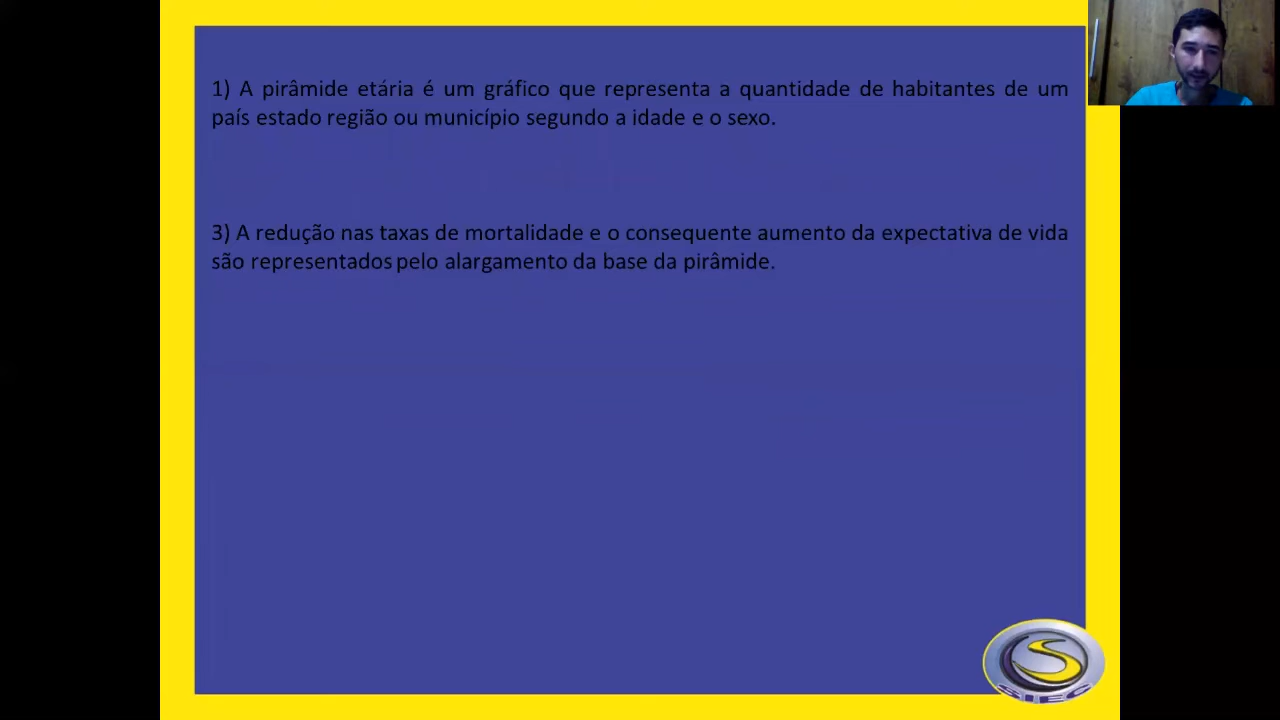 1) A pirâmide etária é um gráfico que representa a quantidade de habitantes de um
país estado região ou município segundo a idade e o sexo.
3) A redução nas taxas de mortalidade e o consequente aumento da expectativa de vida
são representados pelo alargamento da base da pirâmide.